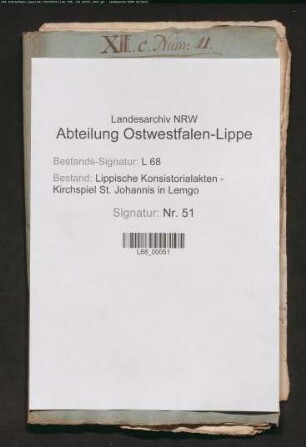 XII. c. Num. 11.
Landesarchiv NRW
Abteilung Ostwestfalen-Lippe
Bestands-Signatur: L 68
Bestand: Lippische Konsistorialakten -
Kirchspiel St. Johannis in Lemgo
Signatur: Nr. 51
L68_00051